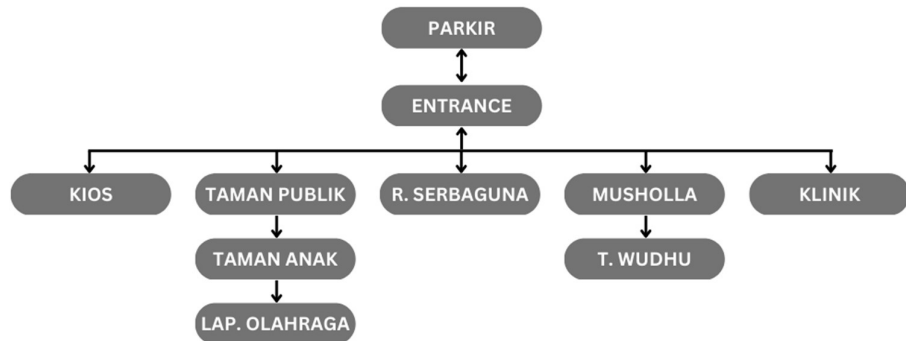 PARKIR
ENTRANCE
KIOS
TAMAN PUBLIK
R. SERBAGUNA
MUSHOLLA
KLINIK
TAMAN ANAK
T. WUDHU
LAP. OLAHRAGA